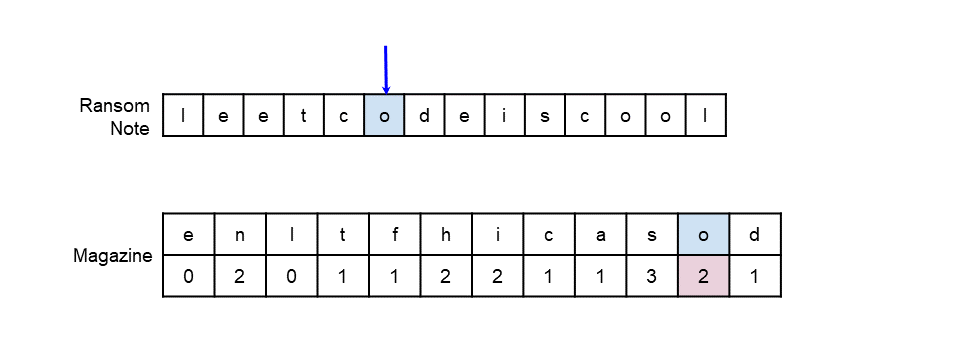 Ransom
Note
l e e t c o d e i s c o o l
Magazine
e n l t f h i c a s o d
0 2 0 1 1 2 2 1 1 3 2 1